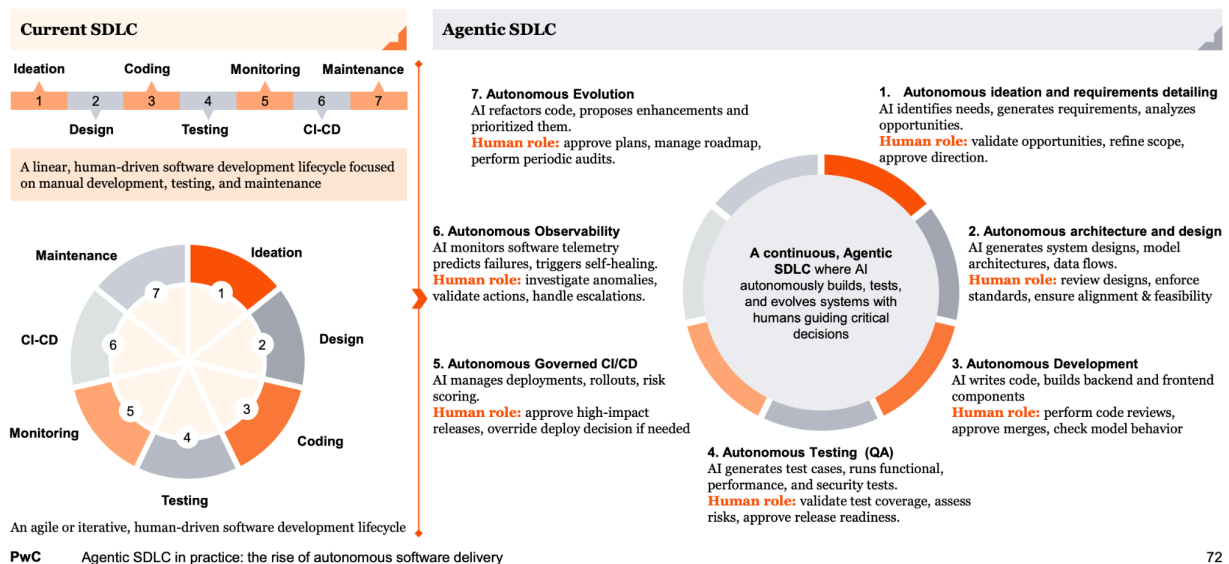 Current SDLC
Ideation
Coding
Monitoring
Maintenance
1
2
3
4
5
6
7
Design
Testing
CI-CD
A linear, human-driven software development lifecycle focused
on manual development, testing, and maintenance
Maintenance
Ideation
7
1
CI-CD
6
2
Design
Monitoring
5
3
4
Coding
Testing
An agile or iterative, human-driven software development lifecycle
Agentic SDLC
7. Autonomous Evolution
AI refactors code, proposes enhancements and
prioritized them.
Human role: approve plans, manage roadmap,
perform periodic audits.
1. Autonomous ideation and requirements detailing
AI identifies needs, generates requirements, analyzes
opportunities.
Human role: validate opportunities, refine scope,
approve direction.
6. Autonomous Observability
AI monitors software telemetry
predicts failures, triggers self-healing.
Human role: investigate anomalies,
validate actions, handle escalations.
A continuous, Agentic
SDLC where AI
autonomously builds, tests,
and evolves systems with
humans guiding critical
decisions
2. Autonomous architecture and design
AI generates system designs, model
architectures, data flows.
Human role: review designs, enforce
standards, ensure alignment & feasibility
5. Autonomous Governed CI/CD
AI manages deployments, rollouts, risk
scoring.
Human role: approve high-impact
releases, override deploy decision if needed
3. Autonomous Development
AI writes code, builds backend and frontend
components
Human role: perform code reviews,
approve merges, check model behavior
4. Autonomous Testing (QA)
AI generates test cases, runs functional,
performance, and security tests.
Human role: validate test coverage, assess
risks, approve release readiness.
PwC
Agentic SDLC in practice: the rise of autonomous software delivery
72